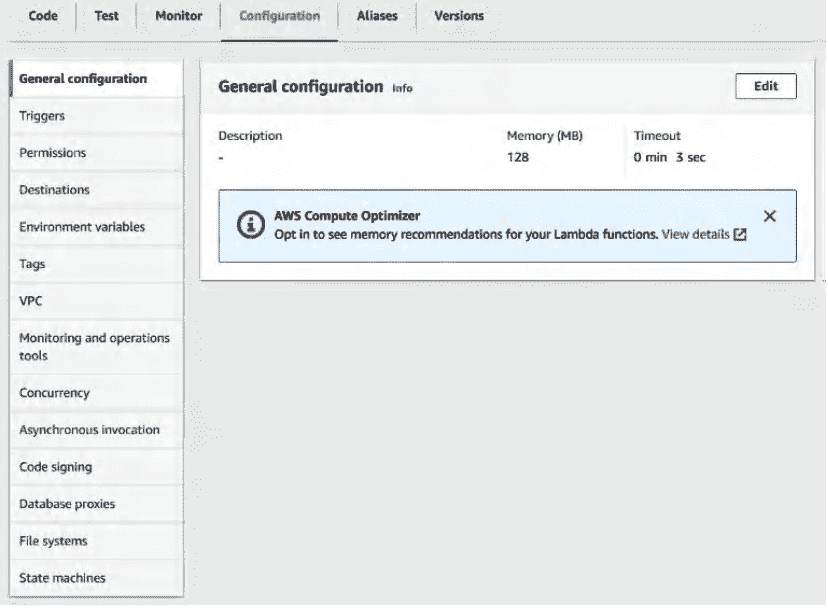 Code Test Monitor Configuration Aliases Versions
General configuration
Triggers
Permissions
Destinations
Environment variables
Tags
VPC
Monitoring and operations
tools
Concurrency
Asynchronous invocation
Code signing
Database proxies
File systems
State machines
General configuration Info
Edit
Description
-
Memory (MB)
128
Timeout
0 min 3 sec
AWS Compute Optimizer
Opt in to see memory recommendations for your Lambda functions. View details